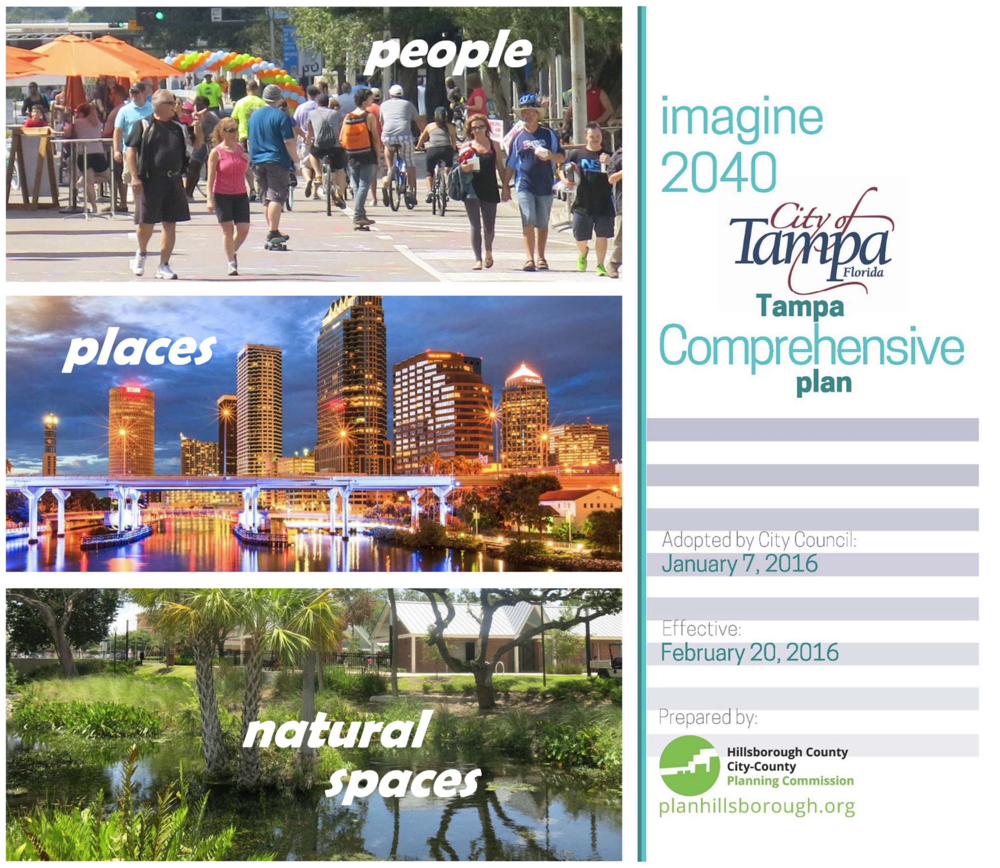 people
places
natural
spaces
imagine
2040
City of
Tampa
Florida
Tampa
Comprehensive
plan
Adopted by City Council:
January 7, 2016
Effective:
February 20, 2016
Prepared by:
Hillsborough County
City-County
Planning Commission
planhillsborough.org